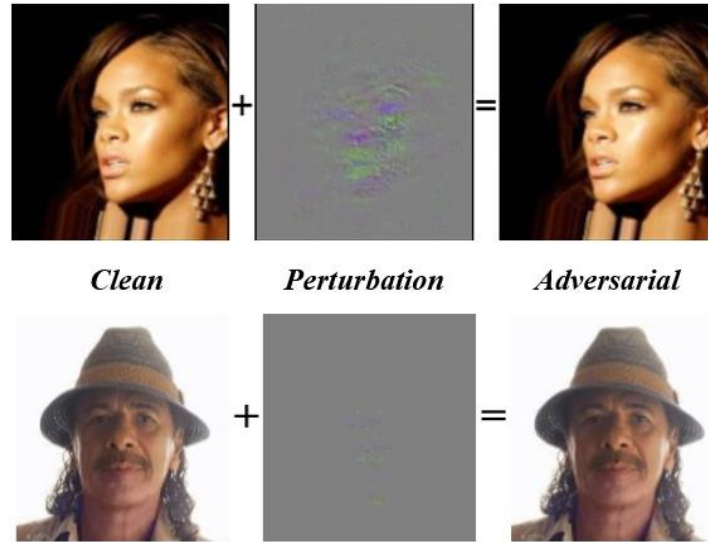 + =
Clean Perturbation Adversarial
+ =